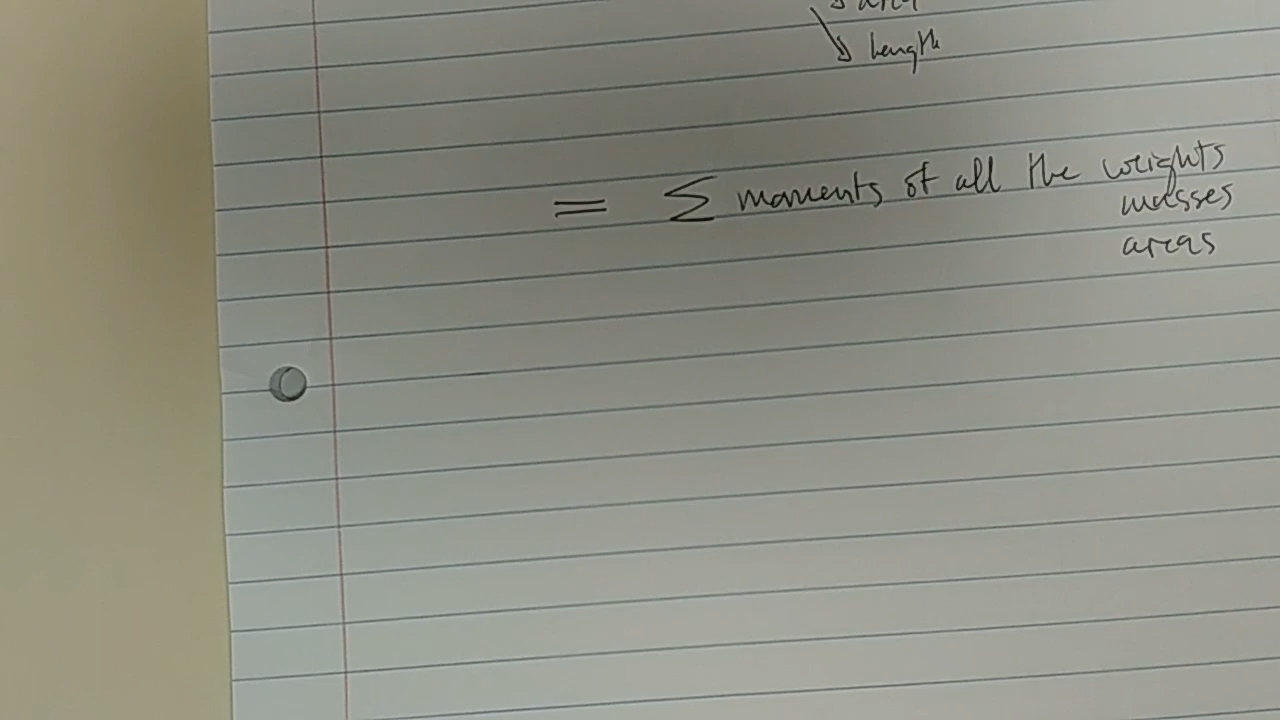 ↘ Length
= Σ moments of all the weights
masses
areas